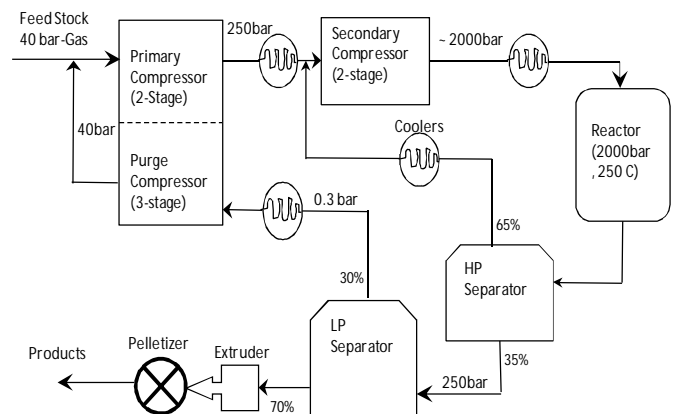 Feed Stock
40 bar-Gas
Primary
Compressor
(2-Stage)
250bar
Secondary
Compressor
(2-stage)
~ 2000bar
Reactor
(2000bar
, 250 C)
40bar
Purge
Compressor
(3-stage)
Coolers
0.3 bar
65%
30%
HP
Separator
LP
Separator
35%
250bar
Products
Pelletizer
Extruder
70%